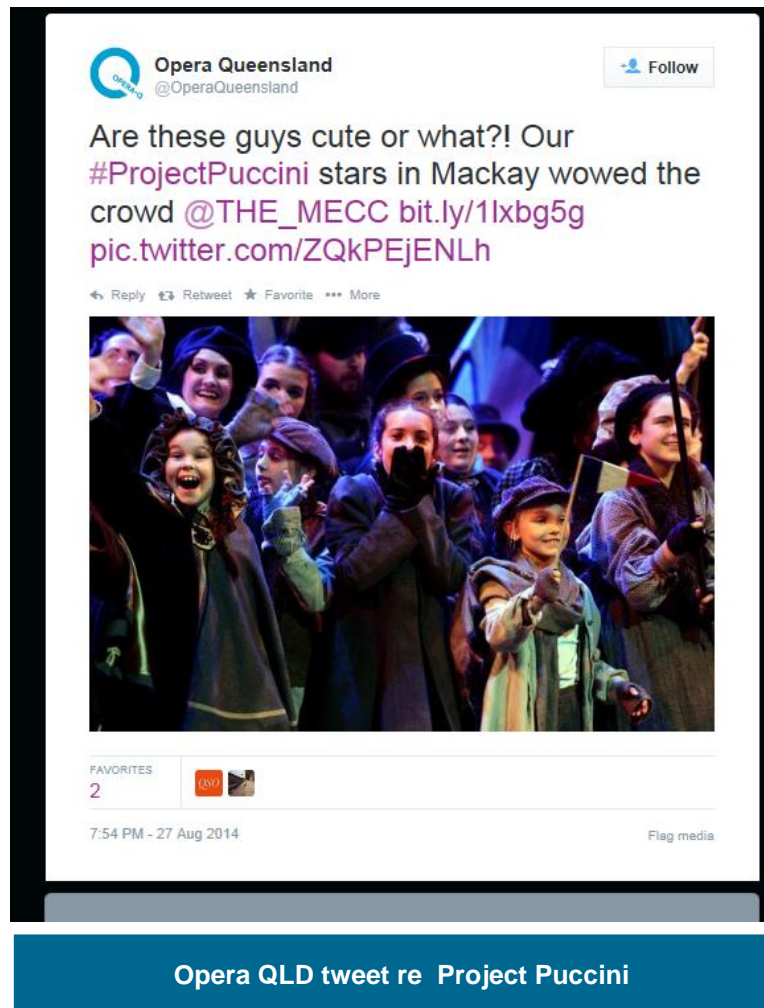 OPERA-Q
Opera Queensland
@OperaQueensland
Follow
Are these guys cute or what?! Our
#ProjectPuccini stars in Mackay wowed the
crowd @THE_MECC bit.ly/1lxbg5g
pic.twitter.com/ZQkPEjENLh
Reply Retweet Favorite More
FAVORITES
2
QSO
7:54 PM - 27 Aug 2014
Flag media
Opera QLD tweet re Project Puccini